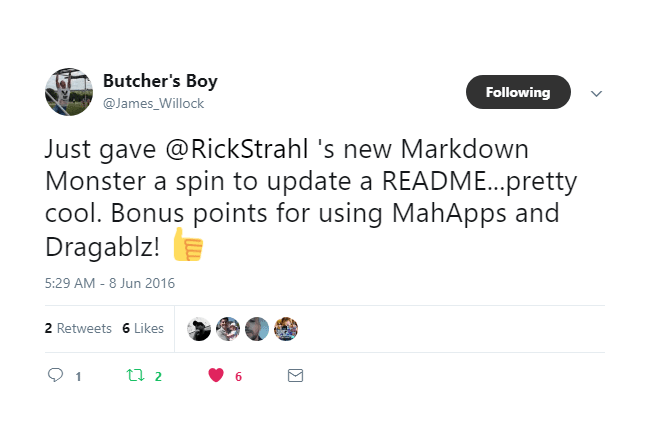 Butcher's Boy
@James_Willock
Following
Just gave @RickStrahl 's new Markdown
Monster a spin to update a README...pretty
cool. Bonus points for using MahApps and
Dragablz! 👍
5:29 AM - 8 Jun 2016
2 Retweets 6 Likes
1 2 6